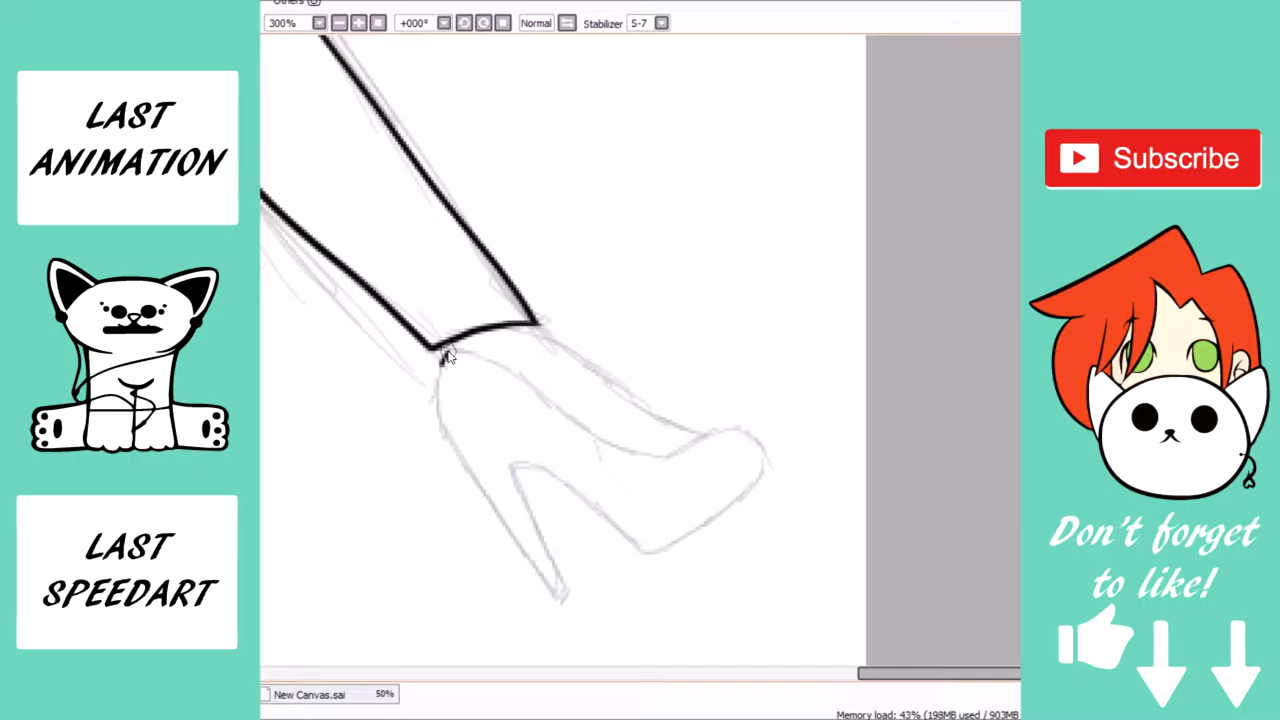 Others
300%
+000°
Normal
Stabilizer S-7
LAST
ANIMATION
Subscribe
LAST
SPEEDART
Don't forget
to like!
New Canvas.sai 50%
Memory load: 43% (198MB used / 903MB